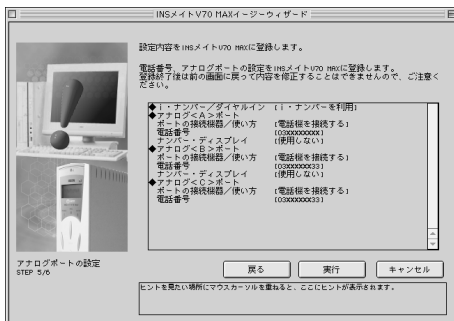 INSメイトV70 MAXイージーウィザード
設定内容をINSメイトV70 MAXに登録します。
電話番号、アナログポートの設定をINSメイトV70 MAXに登録します。
登録終了後は前の画面に戻って内容を修正することはできませんので、ご注意く
ださい。
◆i・ナンバー/ダイヤルイン [i・ナンバーを利用]
◆アナログ<A>ポート
ポートの接続機器/使い方 [電話機を接続する]
電話番号 [03XXXXXXXX]
ナンバー・ディスプレイ [使用しない]
◆アナログ<B>ポート
ポートの接続機器/使い方 [電話機を接続する]
電話番号 [03XXXXXX33]
ナンバー・ディスプレイ [使用しない]
◆アナログ<C>ポート
ポートの接続機器/使い方 [電話機を接続する]
電話番号 [03XXXXXX33]
アナログポートの設定
STEP 5/6
戻る 実行 キャンセル
ヒントを見たい場所にマウスカーソルを重ねると、ここにヒントが表示されます。